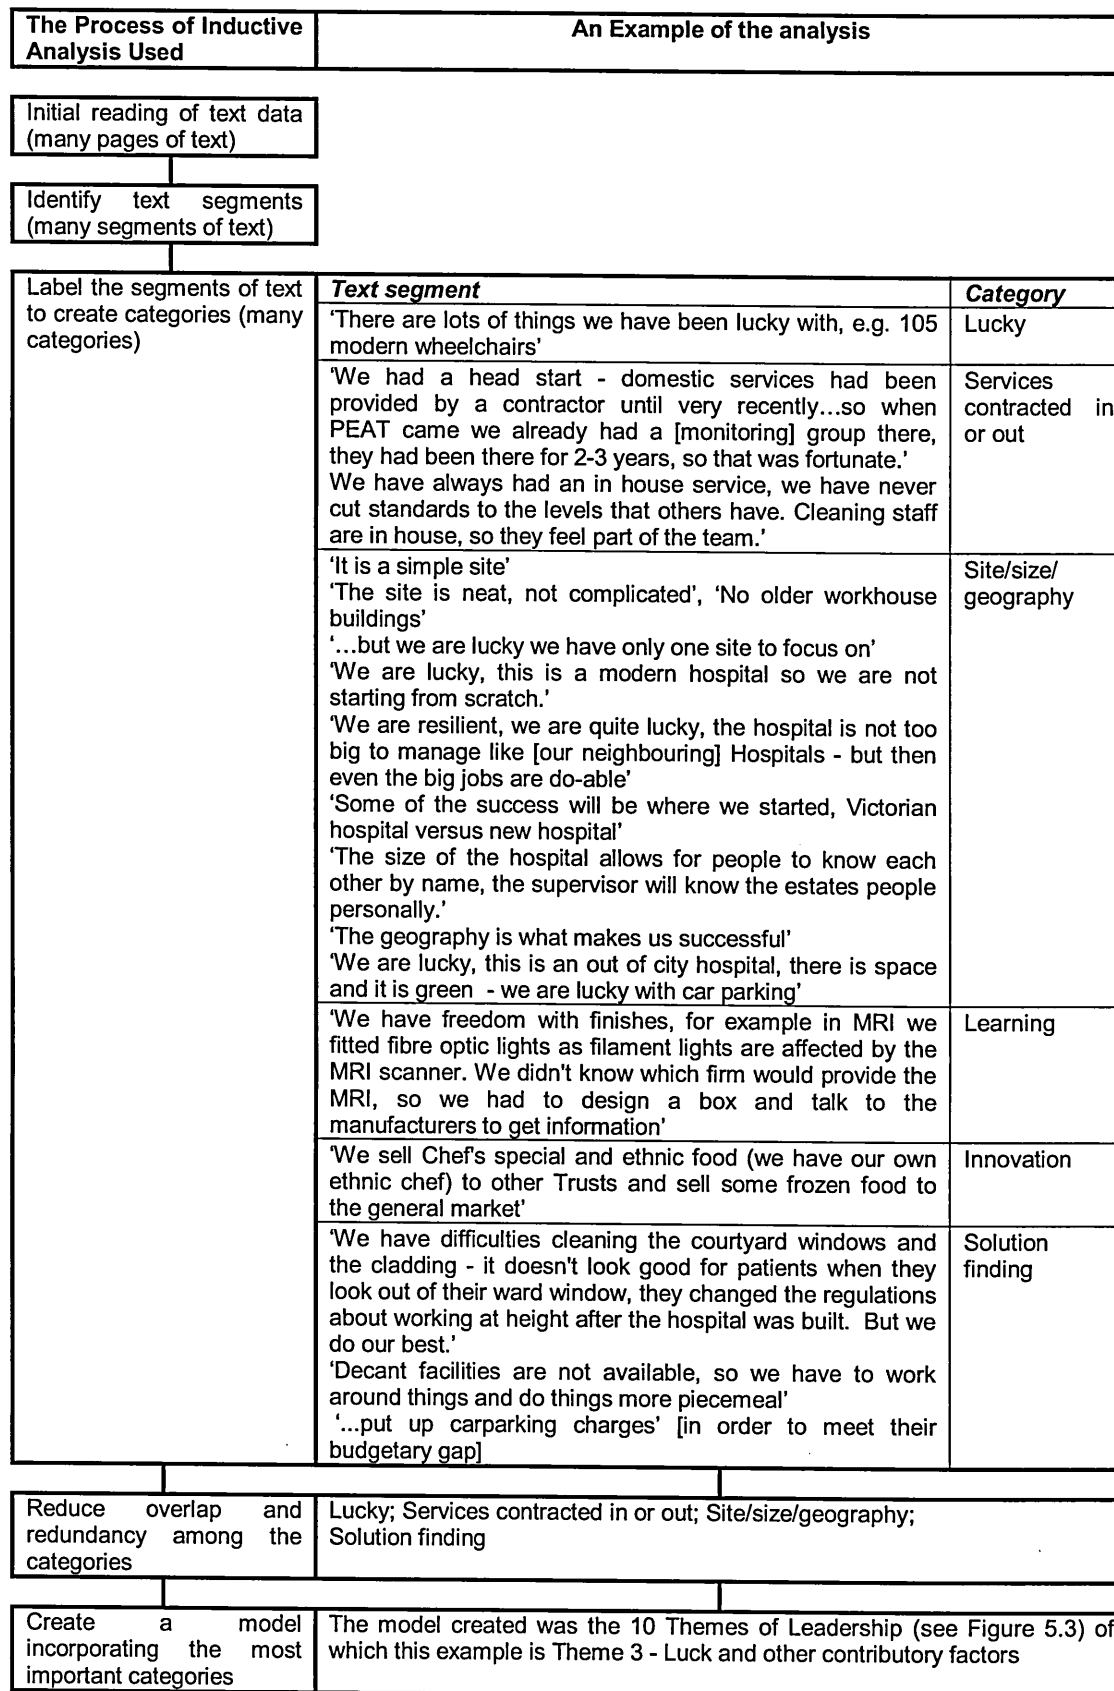 The Process of Inductive
Analysis Used
An Example of the analysis
Initial reading of text data
(many pages of text)
Identify text segments
(many segments of text)
Label the segments of text
to create categories (many
categories)
Text segment
Category
‘There are lots of things we have been lucky with, e.g. 105
modern wheelchairs’
Lucky
‘We had a head start - domestic services had been
provided by a contractor until very recently...so when
PEAT came we already had a [monitoring] group there,
they had been there for 2-3 years, so that was fortunate.’
We have always had an in house service, we have never
cut standards to the levels that others have. Cleaning staff
are in house, so they feel part of the team.’
Services
contracted in
or out
‘It is a simple site’
‘The site is neat, not complicated’, ‘No older workhouse
buildings’
‘...but we are lucky we have only one site to focus on’
‘We are lucky, this is a modern hospital so we are not
starting from scratch.’
‘We are resilient, we are quite lucky, the hospital is not too
big to manage like [our neighbouring] Hospitals - but then
even the big jobs are do-able’
‘Some of the success will be where we started, Victorian
hospital versus new hospital’
‘The size of the hospital allows for people to know each
other by name, the supervisor will know the estates people
personally.’
‘The geography is what makes us successful’
‘We are lucky, this is an out of city hospital, there is space
and it is green - we are lucky with car parking’
Site/size/
geography
‘We have freedom with finishes, for example in MRI we
fitted fibre optic lights as filament lights are affected by the
MRI scanner. We didn't know which firm would provide the
MRI, so we had to design a box and talk to the
manufacturers to get information’
Learning
‘We sell Chef's special and ethnic food (we have our own
ethnic chef) to other Trusts and sell some frozen food to
the general market’
Innovation
‘We have difficulties cleaning the courtyard windows and
the cladding - it doesn't look good for patients when they
look out of their ward window, they changed the regulations
about working at height after the hospital was built. But we
do our best.’
‘Decant facilities are not available, so we have to work
around things and do things more piecemeal’
‘...put up carparking charges’ [in order to meet their
budgetary gap]
Solution
finding
Reduce overlap and
redundancy among the
categories
Lucky; Services contracted in or out; Site/size/geography;
Solution finding
Create a model
incorporating the most
important categories
The model created was the 10 Themes of Leadership (see Figure 5.3) of
which this example is Theme 3 - Luck and other contributory factors